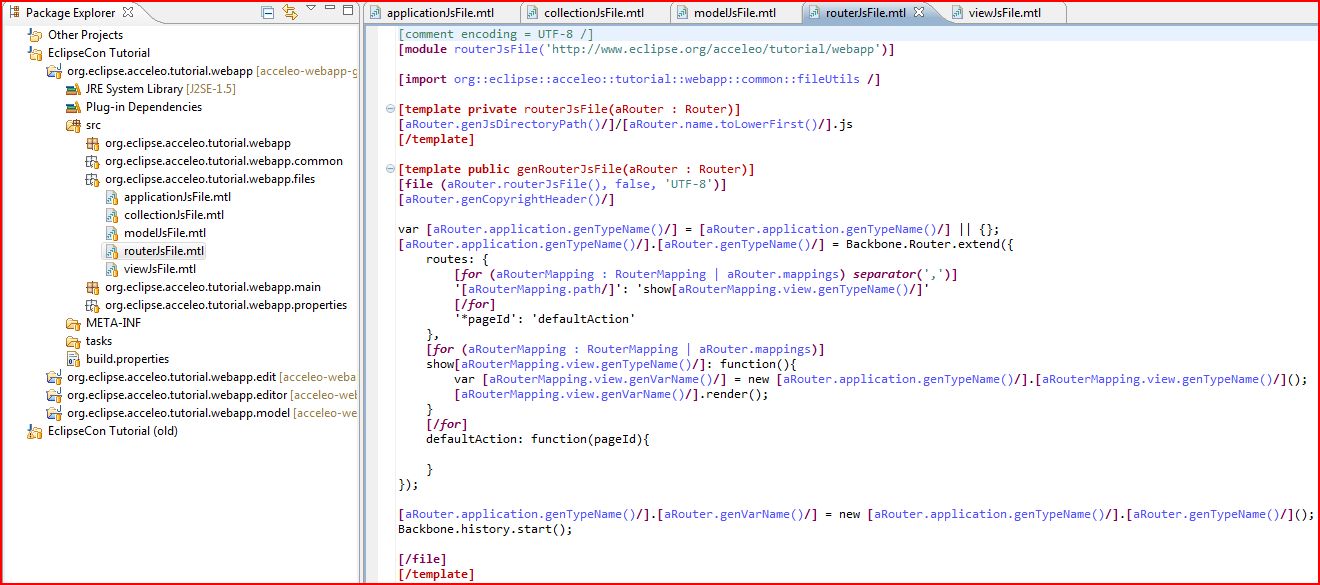 Package Explorer
Other Projects
EclipseCon Tutorial
org.eclipse.acceleo.tutorial.webapp [acceleo-webapp-g
JRE System Library [J2SE-1.5]
Plug-in Dependencies
src
org.eclipse.acceleo.tutorial.webapp
org.eclipse.acceleo.tutorial.webapp.common
org.eclipse.acceleo.tutorial.webapp.files
applicationJsFile.mtl
collectionJsFile.mtl
modelJsFile.mtl
routerJsFile.mtl
viewJsFile.mtl
org.eclipse.acceleo.tutorial.webapp.main
org.eclipse.acceleo.tutorial.webapp.properties
META-INF
tasks
build.properties
org.eclipse.acceleo.tutorial.webapp.edit [acceleo-weba
org.eclipse.acceleo.tutorial.webapp.editor [acceleo-we
org.eclipse.acceleo.tutorial.webapp.model [acceleo-we
EclipseCon Tutorial (old)
applicationJsFile.mtl collectionJsFile.mtl modelJsFile.mtl routerJsFile.mtl viewJsFile.mtl
[comment encoding = UTF-8 /]
[module routerJsFile('http://www.eclipse.org/acceleo/tutorial/webapp')]
[import org::eclipse::acceleo::tutorial::webapp::common::fileUtils /]
[template private routerJsFile(aRouter : Router)]
[aRouter.genJsDirectoryPath()/]/[aRouter.name.toLowerFirst()/].js
[/template]
[template public genRouterJsFile(aRouter : Router)]
[file (aRouter.routerJsFile(), false, 'UTF-8')]
[aRouter.genCopyrightHeader()/]
var [aRouter.application.genTypeName()/] = [aRouter.application.genTypeName()/] || {};
[aRouter.application.genTypeName()/].[aRouter.genTypeName()/] = Backbone.Router.extend({
routes: {
[for (aRouterMapping : RouterMapping | aRouter.mappings) separator(',')]
'[aRouterMapping.path/]': 'show[aRouterMapping.view.genTypeName()/]'
[/for]
'*pageId': 'defaultAction'
},
[for (aRouterMapping : RouterMapping | aRouter.mappings)]
show[aRouterMapping.view.genTypeName()/]: function(){
var [aRouterMapping.view.genVarName()/] = new [aRouter.application.genTypeName()/].[aRouterMapping.view.genTypeName()/]();
[aRouterMapping.view.genVarName()/].render();
}
[/for]
defaultAction: function(pageId){
}
});
[aRouter.application.genTypeName()/].[aRouter.genVarName()/] = new [aRouter.application.genTypeName()/].[aRouter.genTypeName()/]();
Backbone.history.start();
[/file]
[/template]